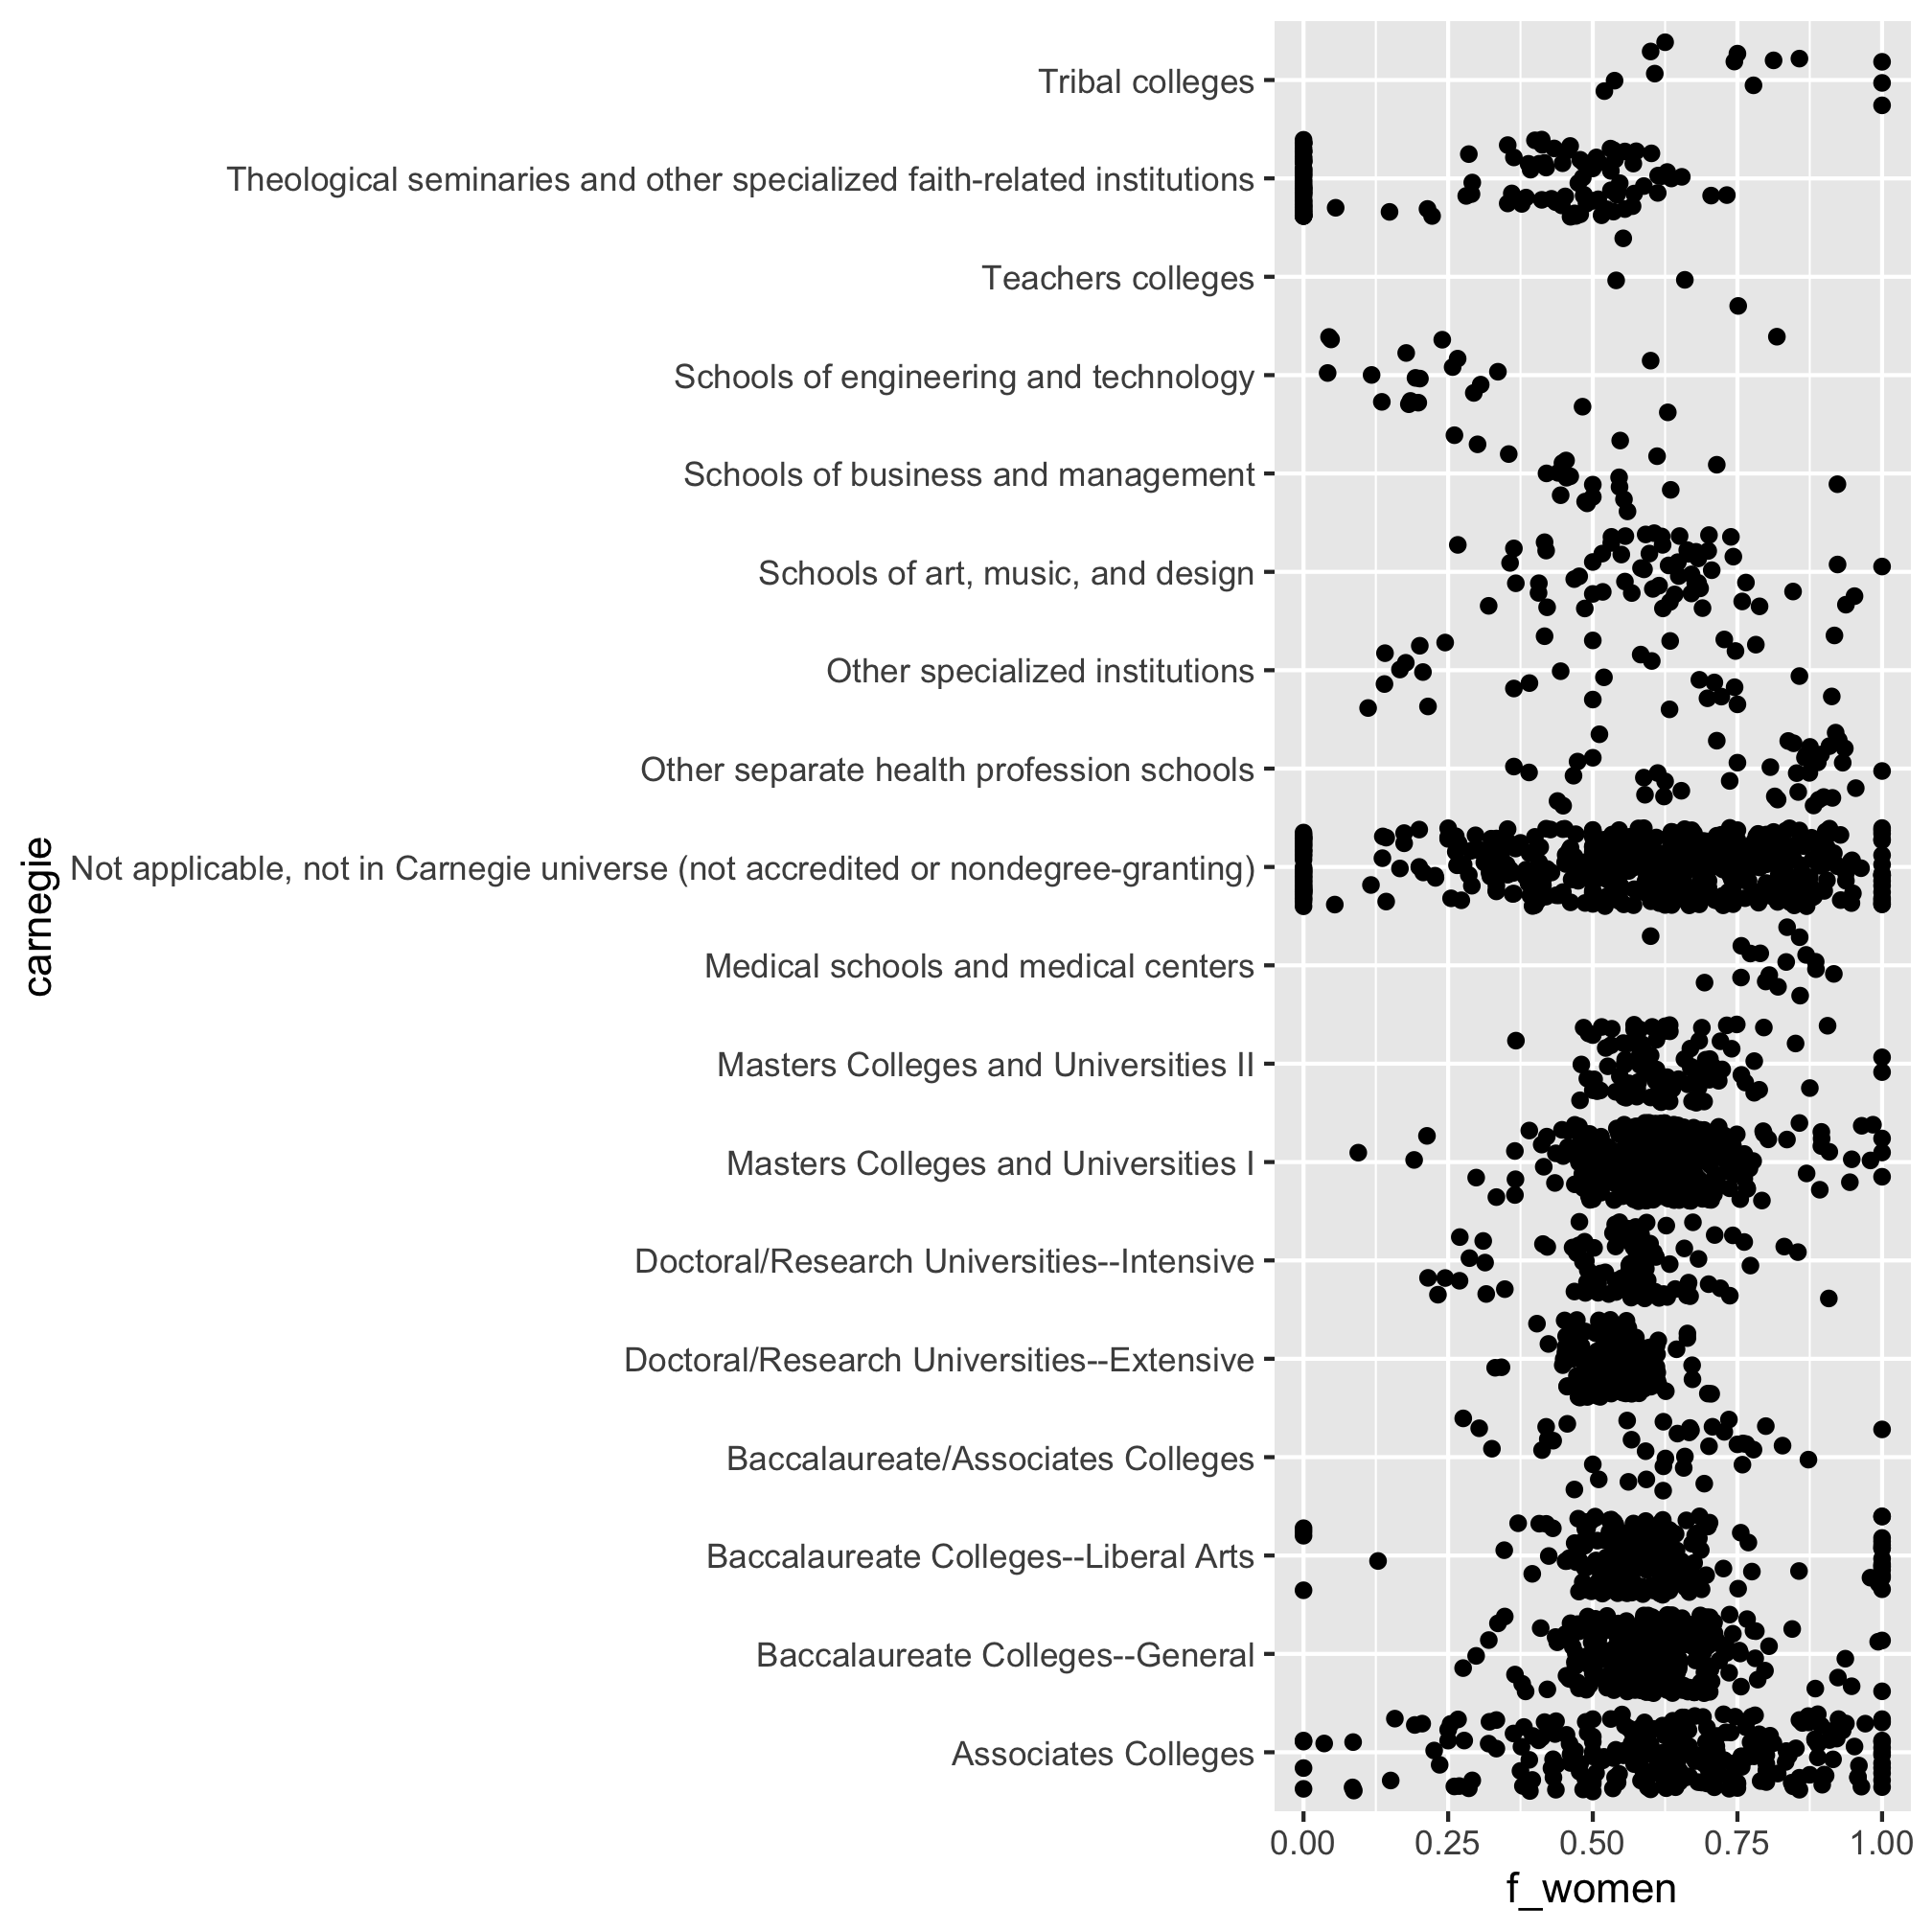 Tribal colleges
Theological seminaries and other specialized faith-related institutions
Teachers colleges
Schools of engineering and technology
Schools of business and management
Schools of art, music, and design
Other specialized institutions
Other separate health profession schools
Not applicable, not in Carnegie universe (not accredited or nondegree-granting)
Medical schools and medical centers
Masters Colleges and Universities II
Masters Colleges and Universities I
Doctoral/Research Universities--Intensive
Doctoral/Research Universities--Extensive
Baccalaureate/Associates Colleges
Baccalaureate Colleges--Liberal Arts
Baccalaureate Colleges--General
Associates Colleges
carnegie
0.00 0.25 0.50 0.75 1.00
f_women